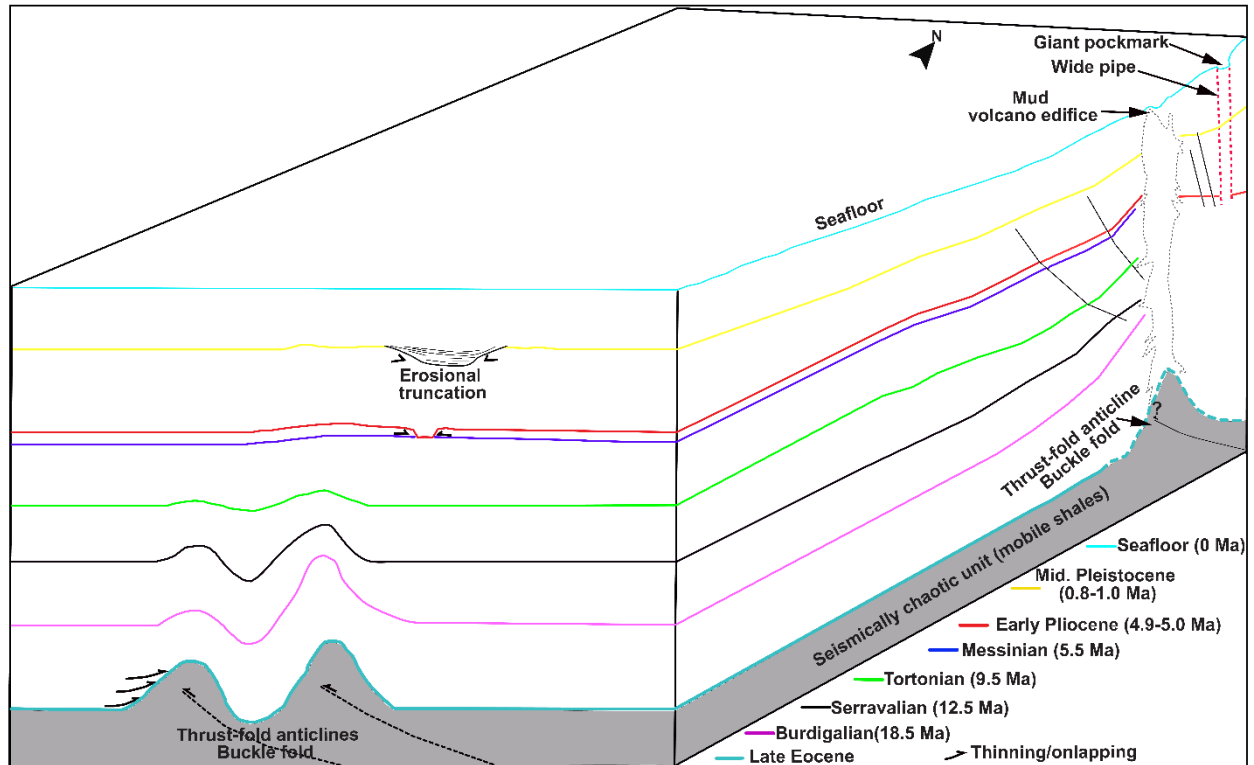 N
Giant pockmark
Wide pipe
Mud
volcano edifice
Seafloor
Erosional
truncation
?
Thrust-fold anticline
Buckle fold
Seismically chaotic unit (mobile shales)
Thrust-fold anticlines
Buckle fold
Seafloor (0 Ma)
Mid. Pleistocene
(0.8-1.0 Ma)
Early Pliocene (4.9-5.0 Ma)
Messinian (5.5 Ma)
Tortonian (9.5 Ma)
Serravalian (12.5 Ma)
Burdigalian(18.5 Ma)
Late Eocene
Thinning/onlapping